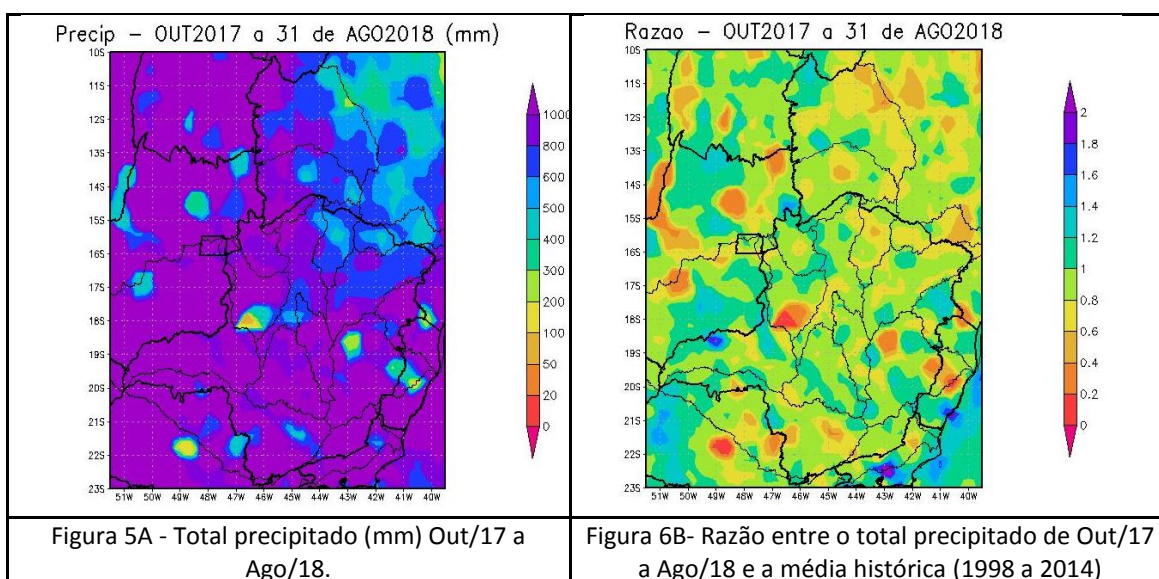 Precip – OUT2017 a 31 de AGO2018 (mm)
10S
11S
12S
13S
14S
15S
16S
17S
18S
19S
20S
21S
22S
23S
51W 50W 49W 48W 47W 46W 45W 44W 43W 42W 41W 40W
1000
800
600
500
400
300
200
100
50
20
0
Razao – OUT2017 a 31 de AGO2018
10S
11S
12S
13S
14S
15S
16S
17S
18S
19S
20S
21S
22S
23S
51W 50W 49W 48W 47W 46W 45W 44W 43W 42W 41W 40W
2
1.8
1.6
1.4
1.2
1
0.8
0.6
0.4
0.2
0
Figura 5A - Total precipitado (mm) Out/17 a
Ago/18.
Figura 6B- Razão entre o total precipitado de Out/17
a Ago/18 e a média histórica (1998 a 2014)